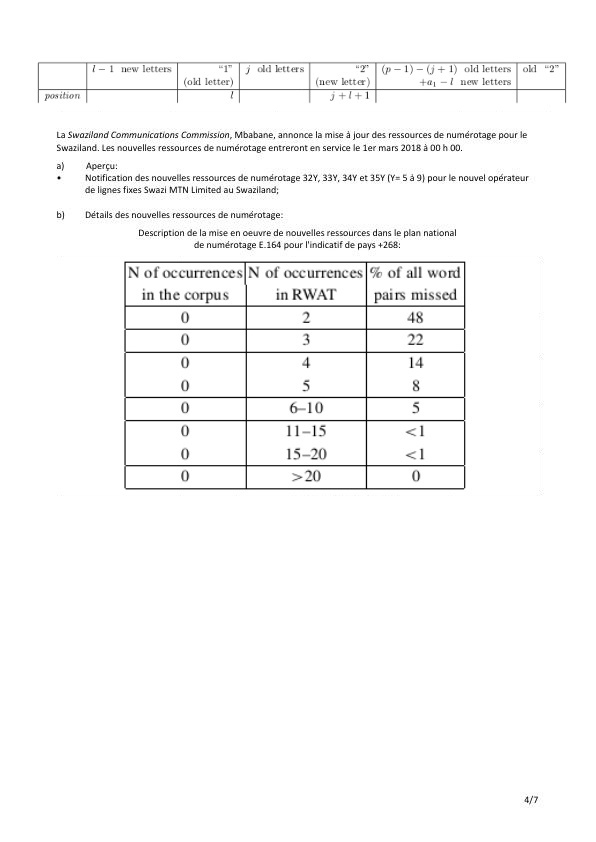 l − 1 new letters "1" j old letters "2" (p − 1) − (j + 1) old letters old "2"
(old letter) (new letter) +a₁ − l new letters
position l j + l + 1
La Swaziland Communications Commission, Mbabane, annonce la mise à jour des ressources de numérotage pour le
Swaziland. Les nouvelles ressources de numérotage entreront en service le 1er mars 2018 à 00 h 00.
a) Aperçu:
• Notification des nouvelles ressources de numérotage 32Y, 33Y, 34Y et 35Y (Y= 5 à 9) pour le nouvel opérateur
de lignes fixes Swazi MTN Limited au Swaziland;
b) Détails des nouvelles ressources de numérotage:
Description de la mise en oeuvre de nouvelles ressources dans le plan national
de numérotage E.164 pour l'indicatif de pays +268:
N of occurrences N of occurrences % of all word
in the corpus in RWAT pairs missed
0 2 48
0 3 22
0 4 14
0 5 8
0 6–10 5
0 11–15 <1
0 15–20 <1
0 >20 0
4/7